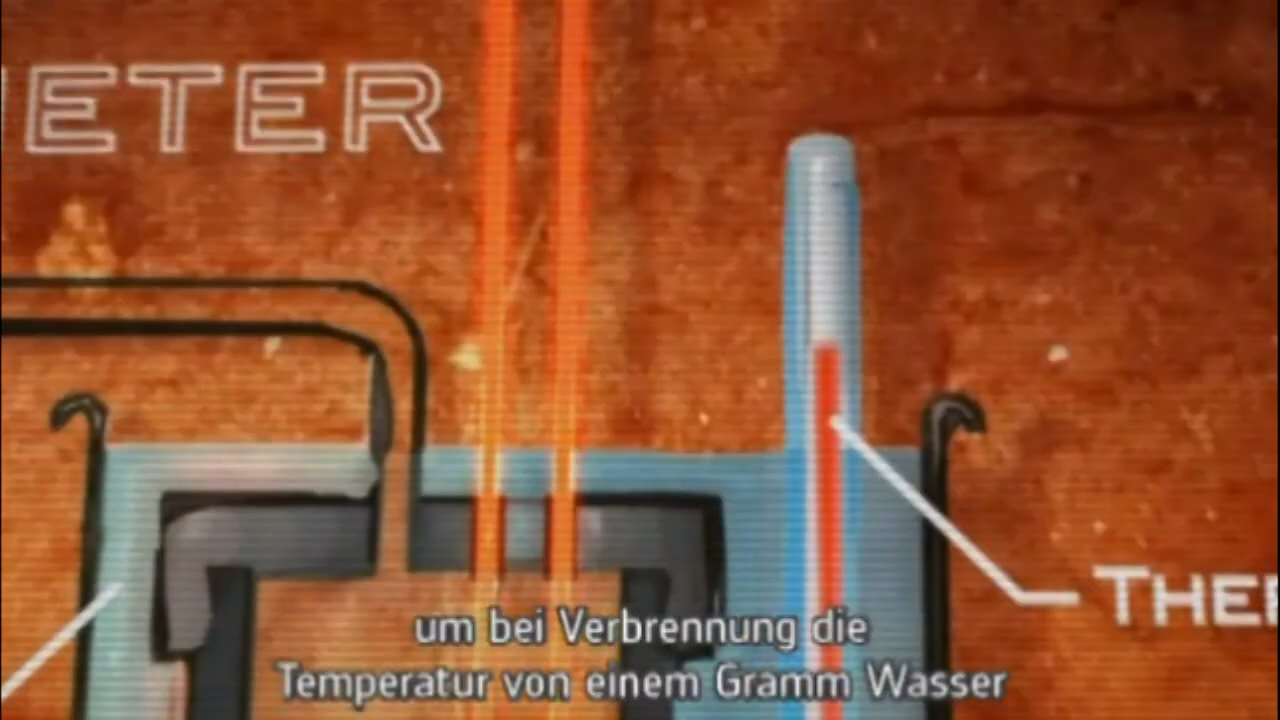 ETER
THE
um bei Verbrennung die
Temperatur von einem Gramm Wasser